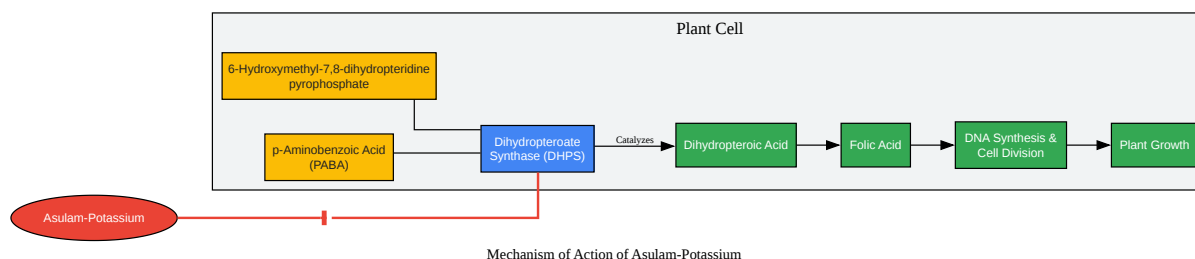 Plant Cell
6-Hydroxymethyl-7,8-dihydropteridine
pyrophosphate
p-Aminobenzoic Acid
(PABA)
Dihydropteroate
Synthase (DHPS)
Catalyzes
Dihydropteroic Acid
Folic Acid
DNA Synthesis &
Cell Division
Plant Growth
Asulam-Potassium
Mechanism of Action of Asulam-Potassium